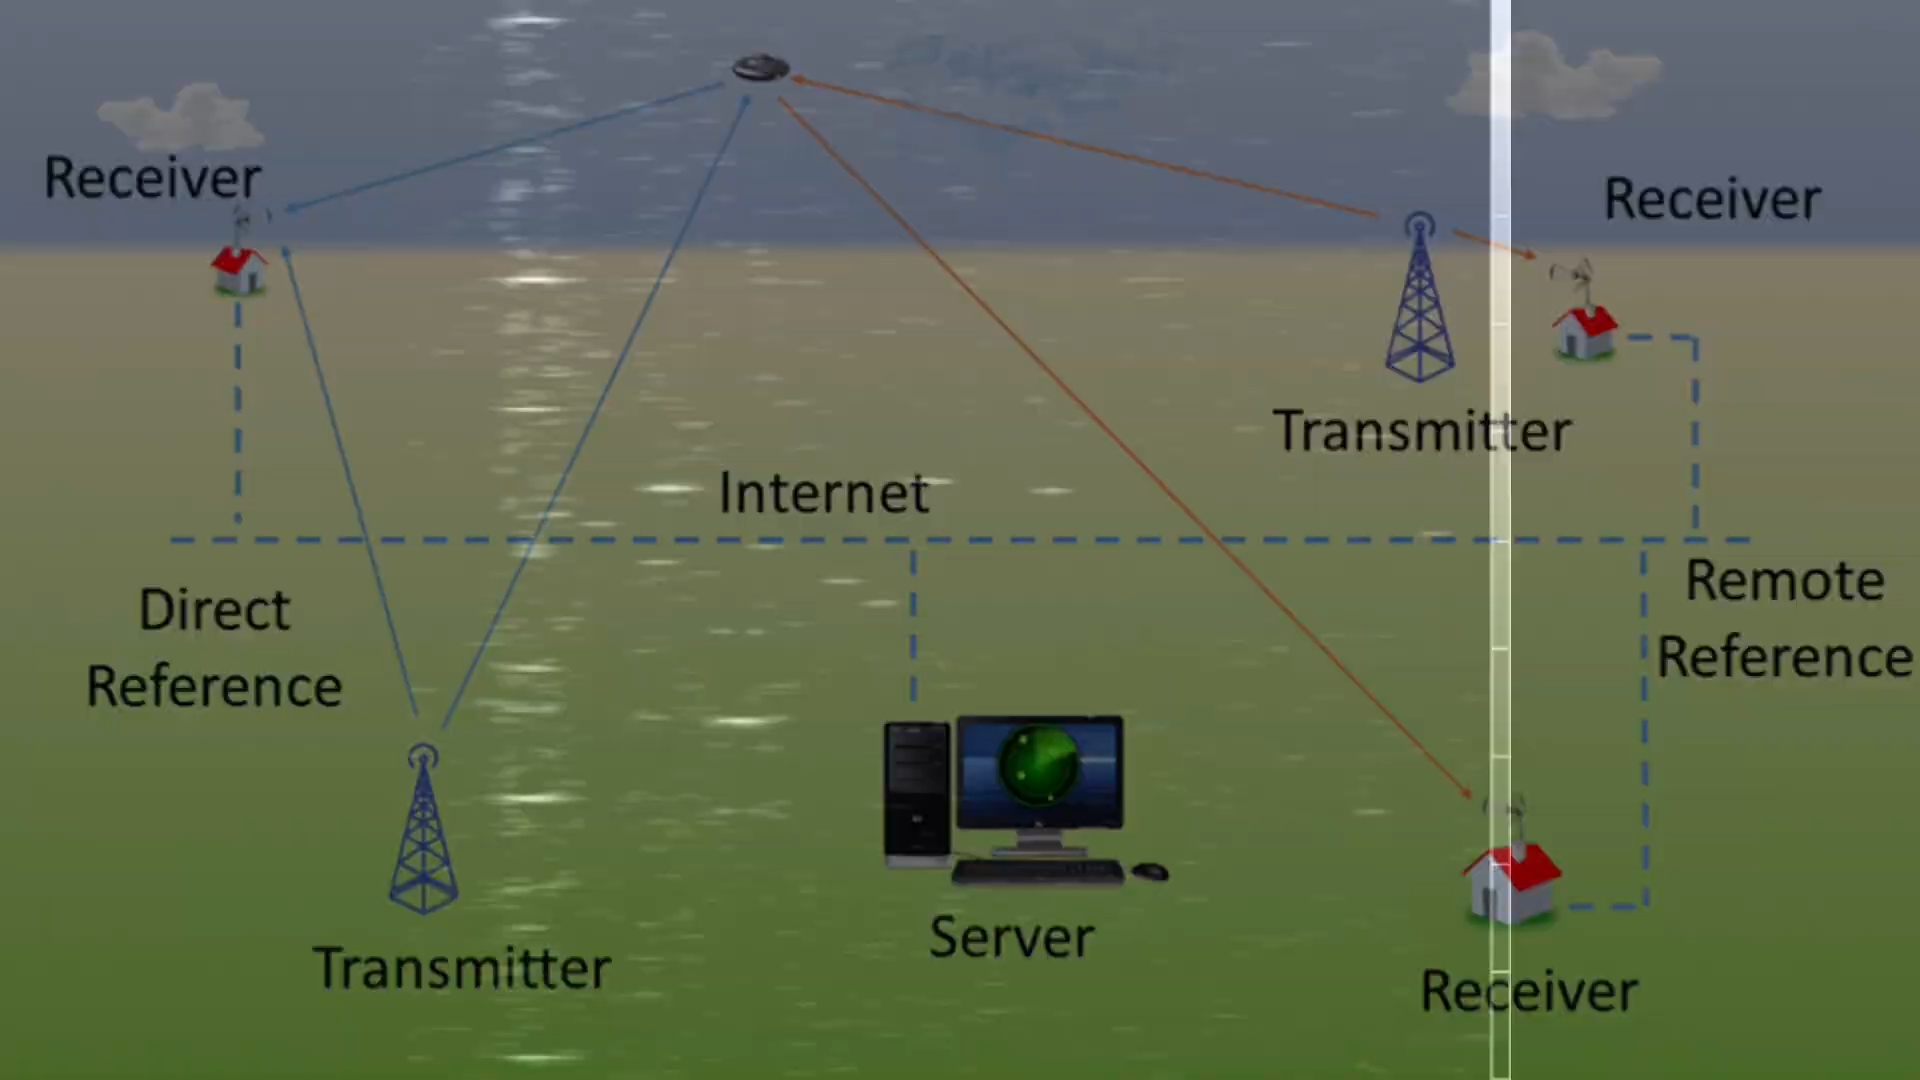 Receiver
Receiver
Transmitter
Internet
Direct
Reference
Remote
Reference
Transmitter
Server
Receiver